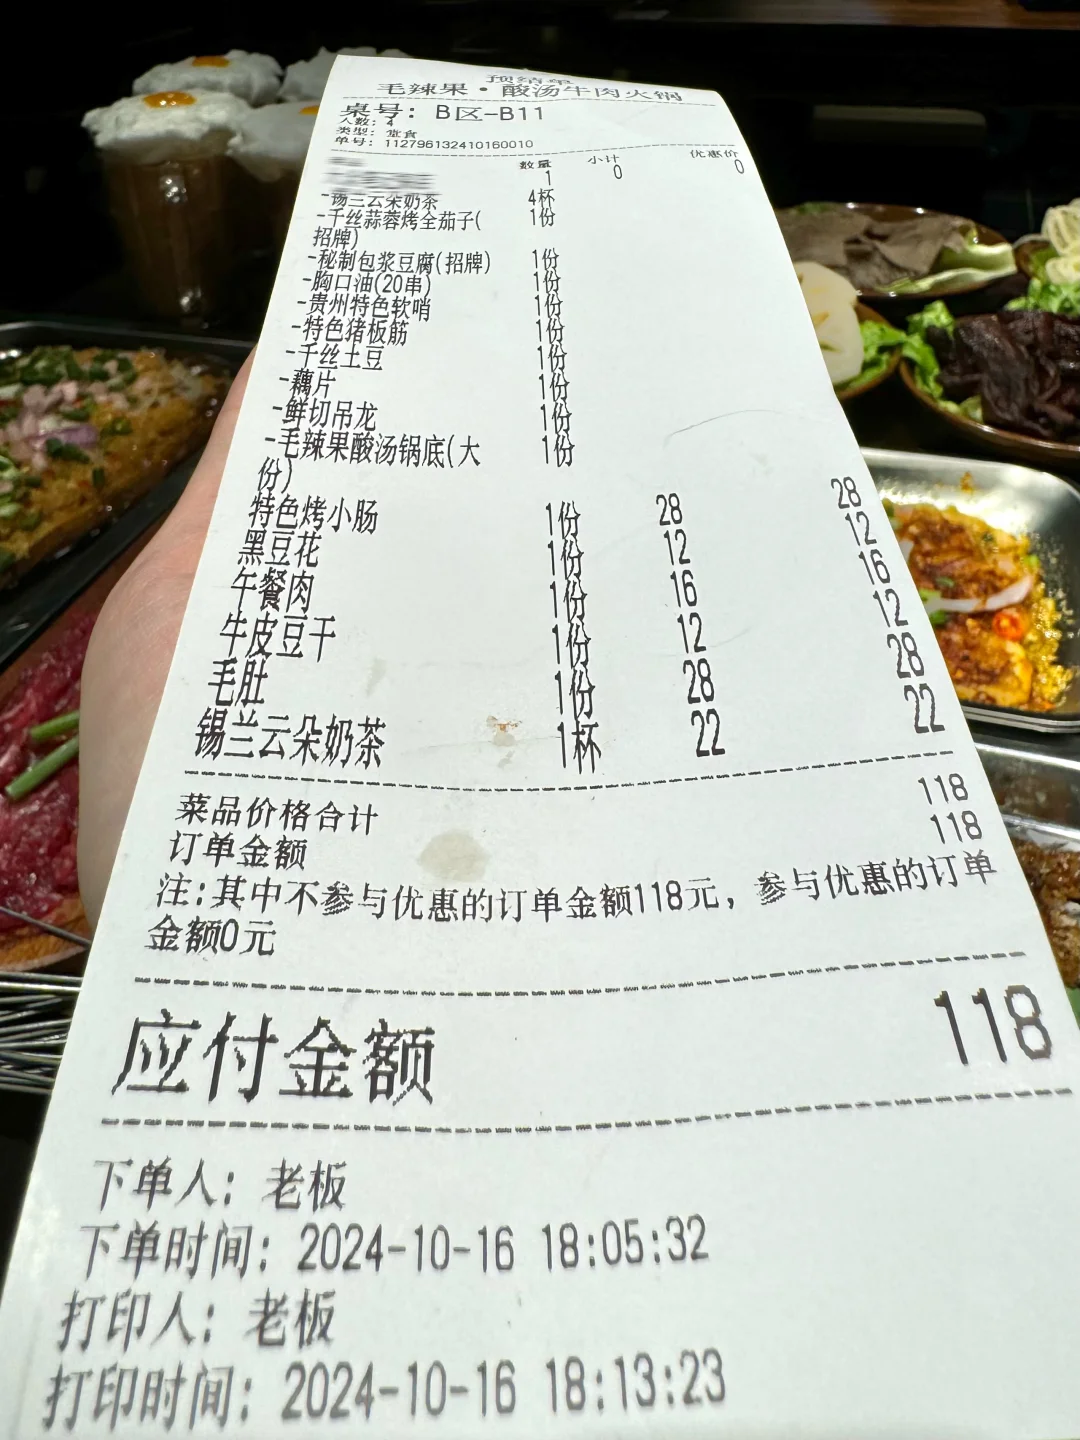 预结单
毛辣果·酸汤牛肉火锅
桌号: B区-B11
人数: 4
类型: 堂食
单号: 112796132410160010
数量 小计 优惠价
1 0 0
-锡兰云朵奶茶 4杯
-千丝蒜蓉烤全茄子( 1份
招牌)
-秘制包浆豆腐(招牌) 1份
-胸口油(20串) 1份
-贵州特色软哨 1份
-特色猪板筋 1份
-千丝土豆 1份
-藕片 1份
-鲜切吊龙 1份
-毛辣果酸汤锅底(大 1份
份)
特色烤小肠 1份 28 28
黑豆花 1份 12 12
午餐肉 1份 16 16
牛皮豆干 1份 12 12
毛肚 1份 28 28
锡兰云朵奶茶 1杯 22 22
菜品价格合计 118
订单金额 118
注:其中不参与优惠的订单金额118元, 参与优惠的订单
金额0元
应付金额 118
下单人: 老板
下单时间: 2024-10-16 18:05:32
打印人: 老板
打印时间: 2024-10-16 18:13:23